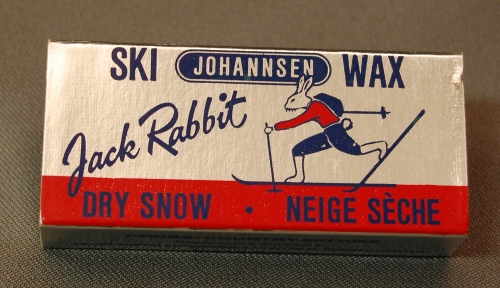 SKI JOHANNSEN WAX
Jack Rabbit
DRY SNOW • NEIGE SÈCHE